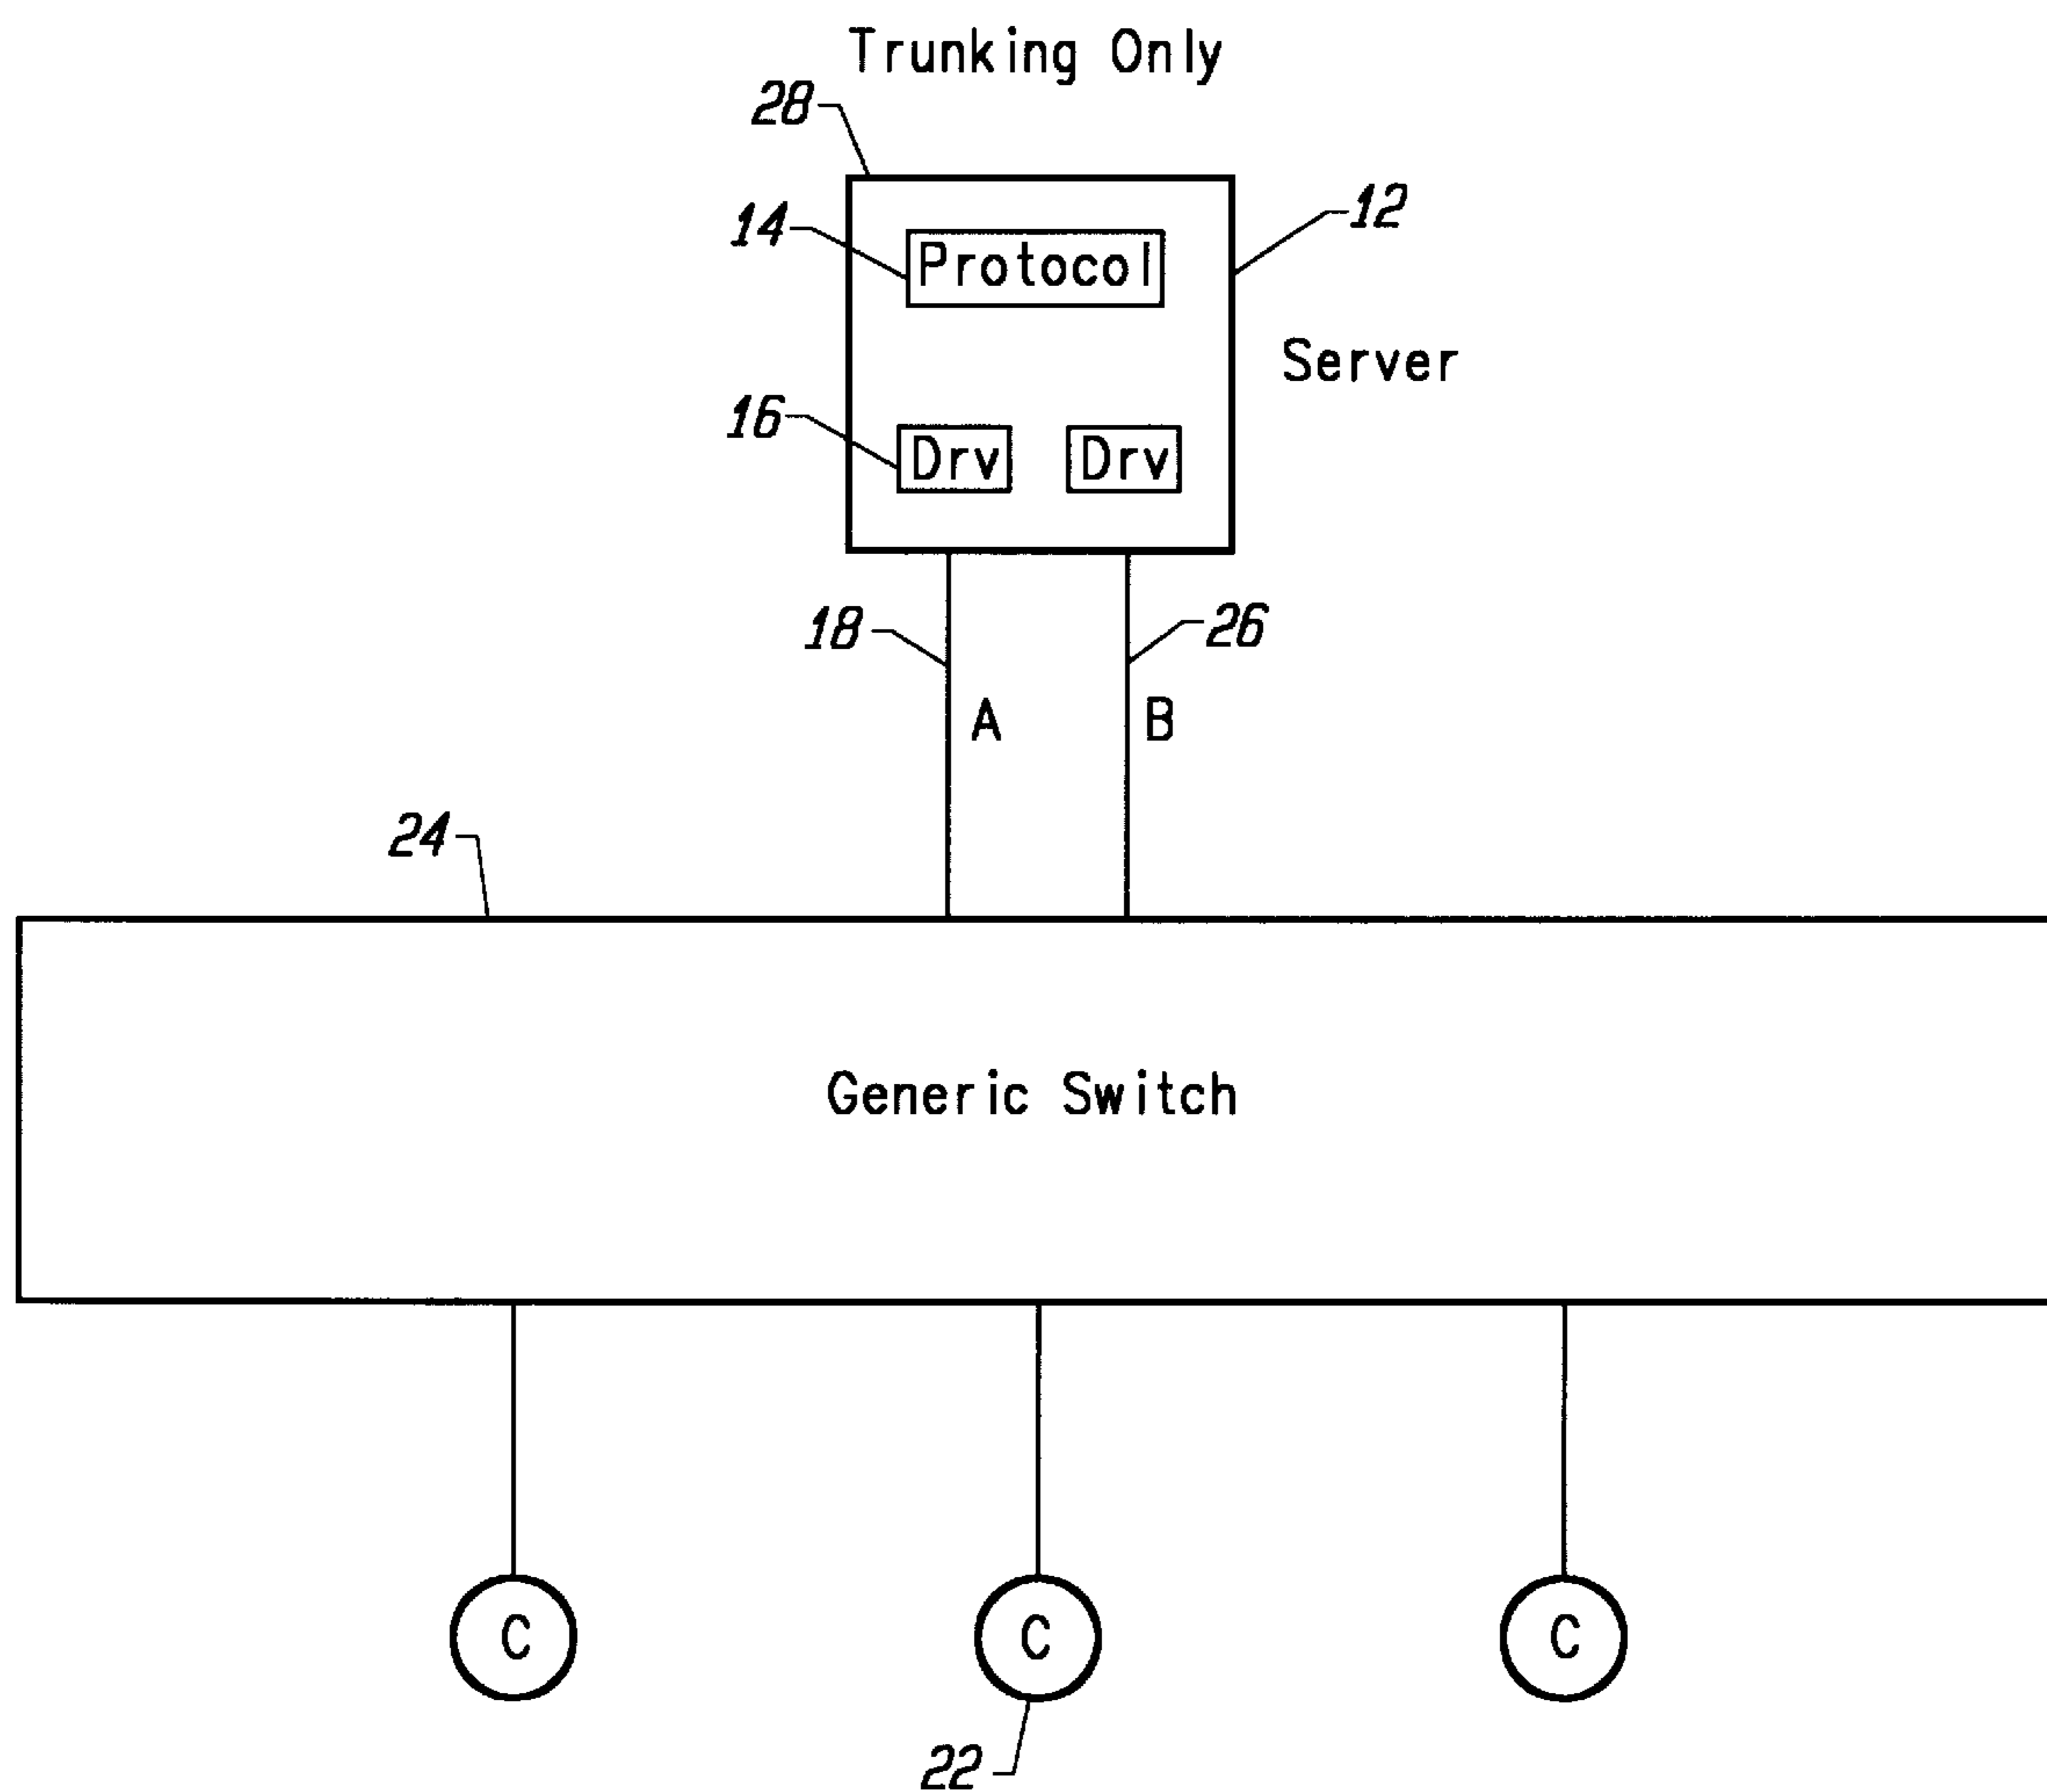 Trunking Only
28
12
14
Protocol
Server
16
Drv Drv
18
26
A B
24
Generic Switch
C C C
22